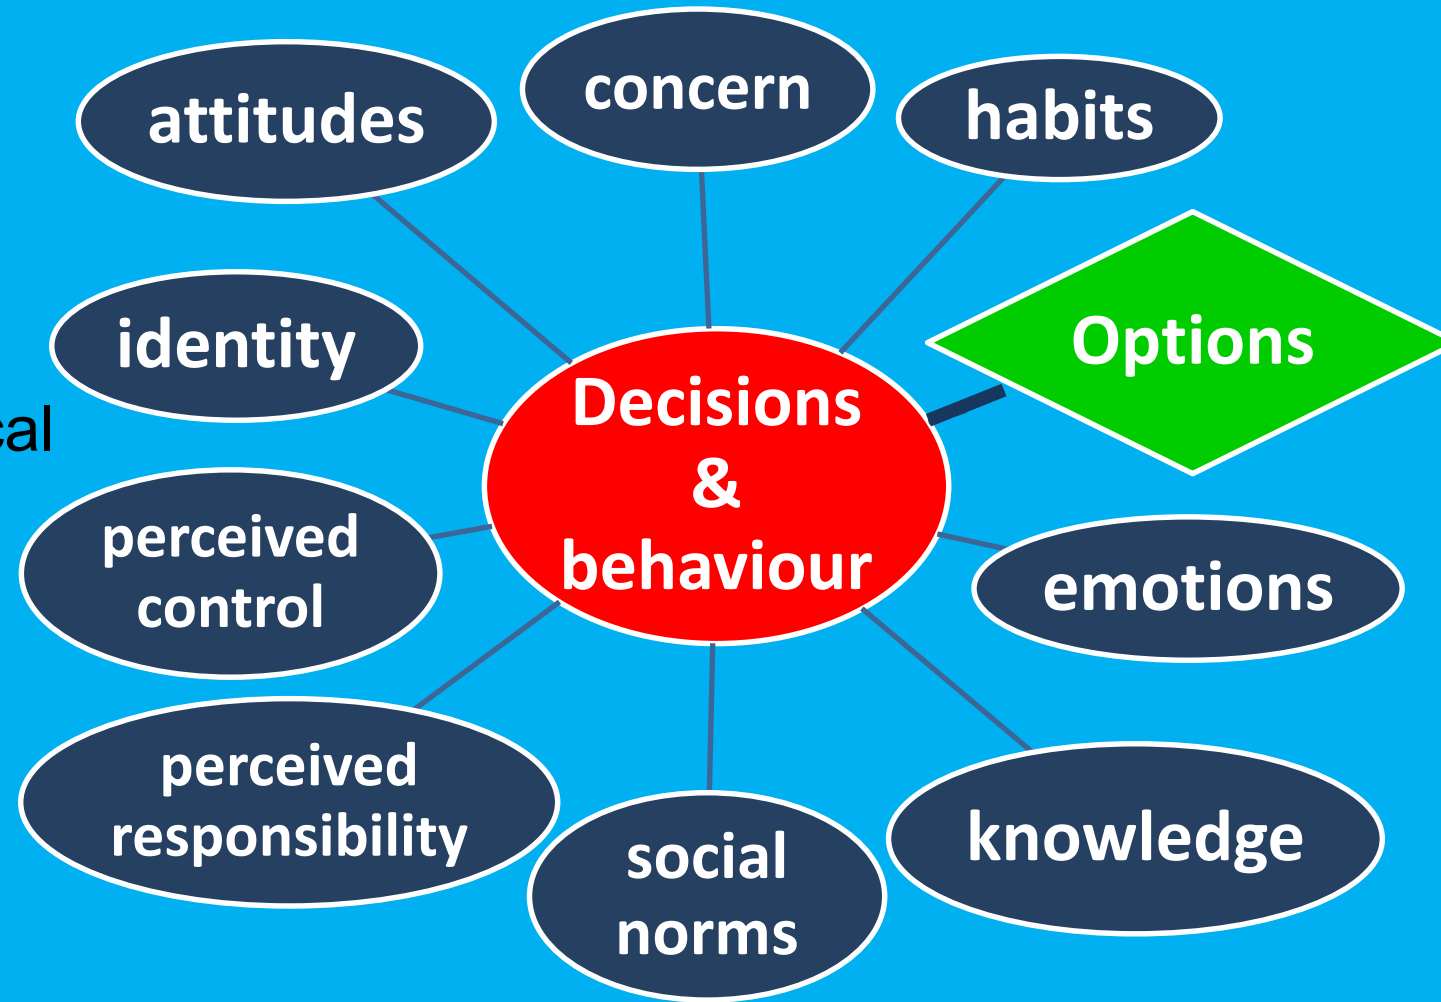 concern
attitudes
habits
Options
identity
Decisions
&
behaviour
cal
perceived
control
emotions
perceived
responsibility
knowledge
social
norms